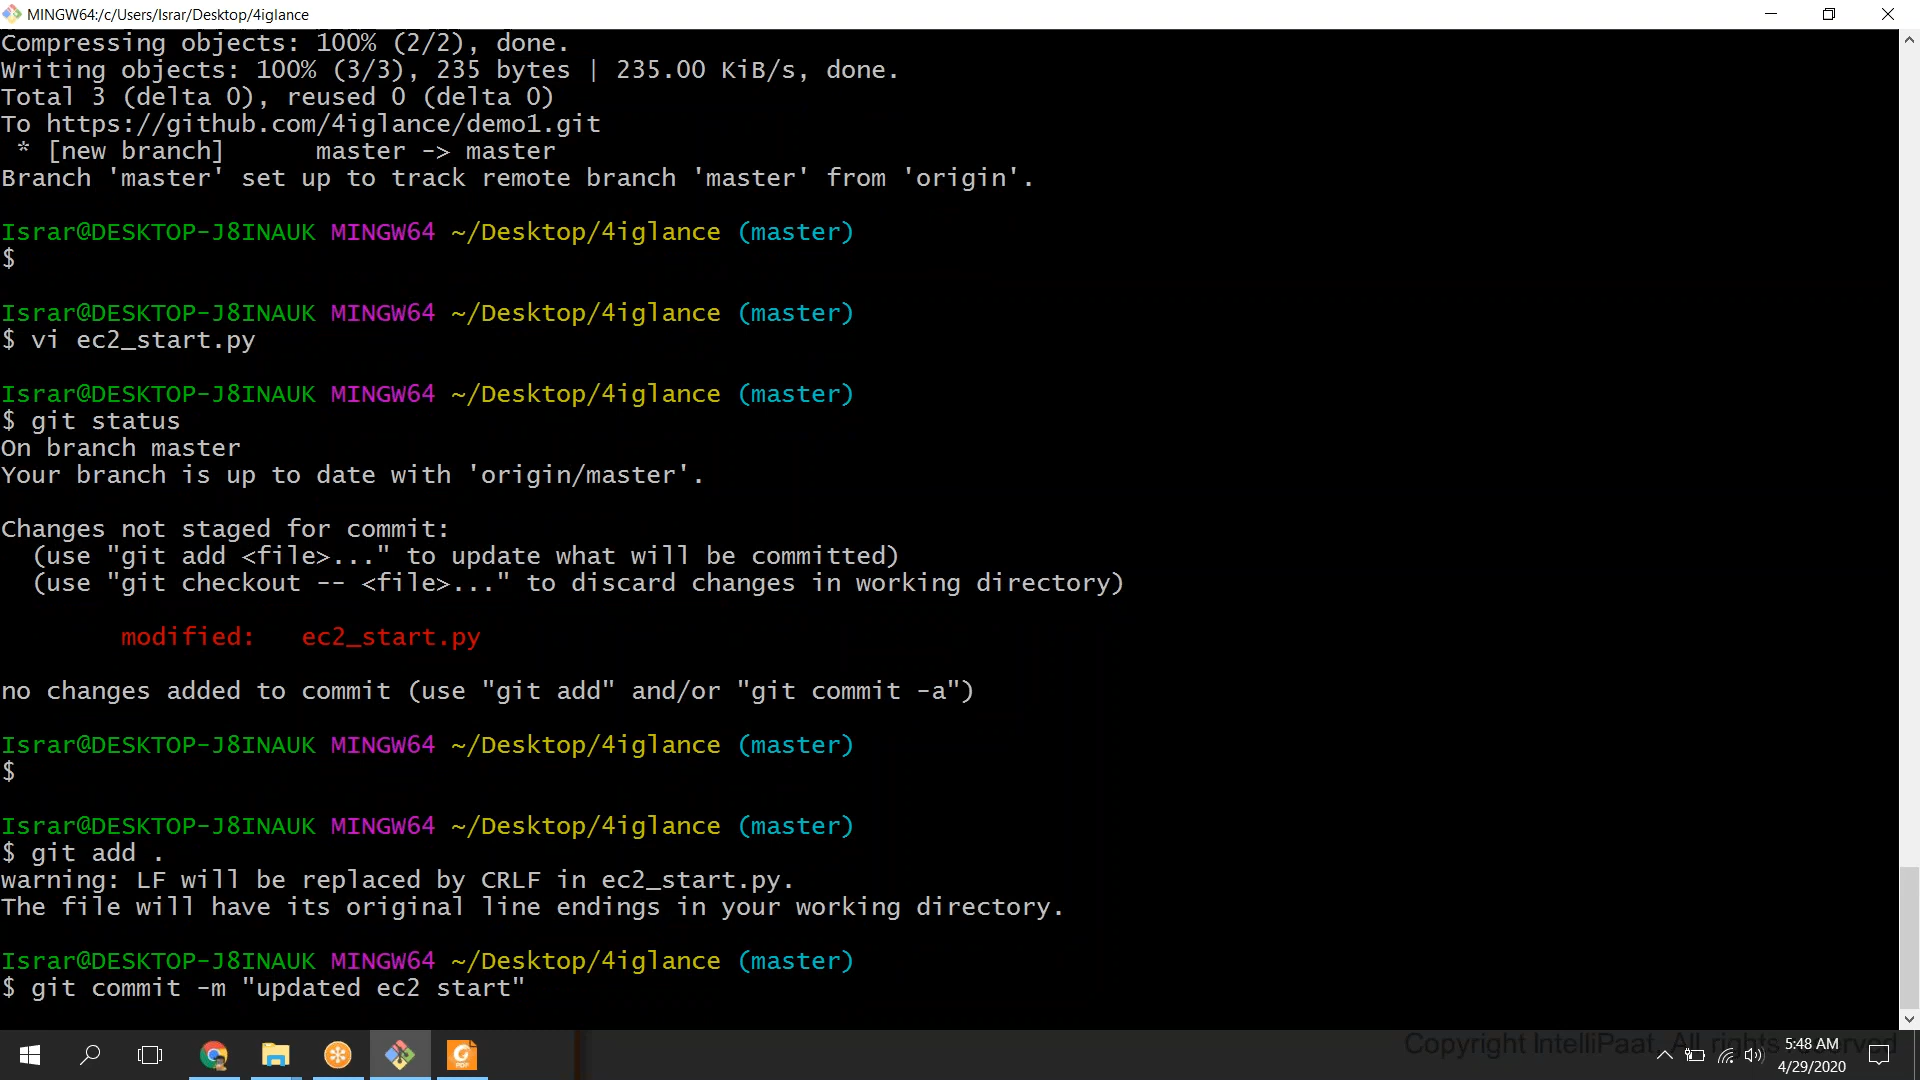 MINGW64:/c/Users/Israr/Desktop/4iglance
Compressing objects: 100% (2/2), done.
Writing objects: 100% (3/3), 235 bytes | 235.00 KiB/s, done.
Total 3 (delta 0), reused 0 (delta 0)
To https://github.com/4iglance/demo1.git
 * [new branch]      master -> master
Branch 'master' set up to track remote branch 'master' from 'origin'.
Israr@DESKTOP-J8INAUK MINGW64 ~/Desktop/4iglance (master)
$
Israr@DESKTOP-J8INAUK MINGW64 ~/Desktop/4iglance (master)
$ vi ec2_start.py
Israr@DESKTOP-J8INAUK MINGW64 ~/Desktop/4iglance (master)
$ git status
On branch master
Your branch is up to date with 'origin/master'.
Changes not staged for commit:
  (use "git add <file>..." to update what will be committed)
  (use "git checkout -- <file>..." to discard changes in working directory)
        modified:   ec2_start.py
no changes added to commit (use "git add" and/or "git commit -a")
Israr@DESKTOP-J8INAUK MINGW64 ~/Desktop/4iglance (master)
$
Israr@DESKTOP-J8INAUK MINGW64 ~/Desktop/4iglance (master)
$ git add .
warning: LF will be replaced by CRLF in ec2_start.py.
The file will have its original line endings in your working directory.
Israr@DESKTOP-J8INAUK MINGW64 ~/Desktop/4iglance (master)
$ git commit -m "updated ec2 start"
Copyright IntelliPaat, All rights reserved
5:48 AM
4/29/2020